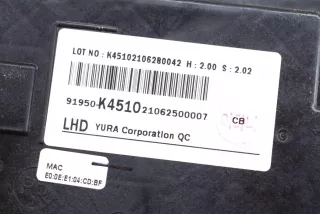 LOT NO : K45102106280042 H : 2.00 S : 2.02
91950-K4510 21062500007
CB
LHD YURA Corporation QC
MAC
E0:0E:E1:04:CD:BF